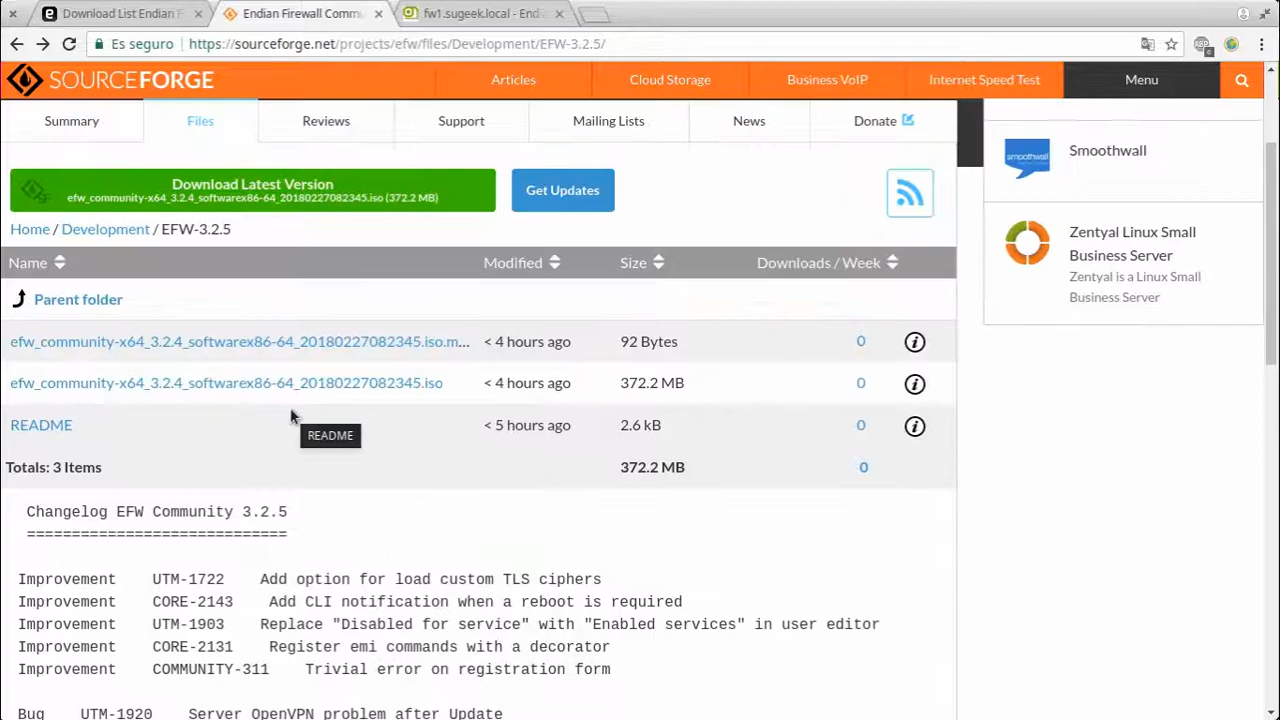 Download List Endian F
Endian Firewall Commu
fw1.sugeek.local - Endi
Es seguro
https://sourceforge.net/projects/efw/files/Development/EFW-3.2.5/
SOURCEFORGE
Articles
Cloud Storage
Business VoIP
Internet Speed Test
Menu
Summary
Files
Reviews
Support
Mailing Lists
News
Donate
Smoothwall
smoothwall
Download Latest Version
efw_community-x64_3.2.4_softwarex86-64_20180227082345.iso (372.2 MB)
Get Updates
Home / Development / EFW-3.2.5
Zentyal Linux Small
Business Server
Zentyal is a Linux Small
Business Server
Name
Modified
Size
Downloads / Week
Parent folder
efw_community-x64_3.2.4_softwarex86-64_20180227082345.iso.m... < 4 hours ago 92 Bytes 0
efw_community-x64_3.2.4_softwarex86-64_20180227082345.iso < 4 hours ago 372.2 MB 0
README < 5 hours ago 2.6 kB 0
README
Totals: 3 Items 372.2 MB 0
Changelog EFW Community 3.2.5
=============================
Improvement UTM-1722 Add option for load custom TLS ciphers
Improvement CORE-2143 Add CLI notification when a reboot is required
Improvement UTM-1903 Replace "Disabled for service" with "Enabled services" in user editor
Improvement CORE-2131 Register emi commands with a decorator
Improvement COMMUNITY-311 Trivial error on registration form
Bug UTM-1920 Server OpenVPN problem after Update